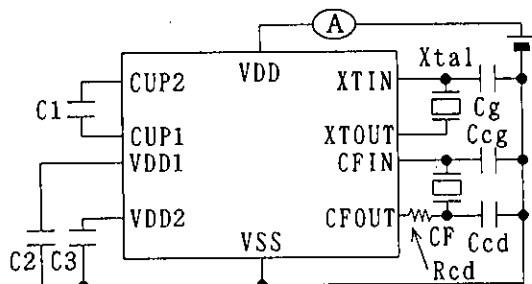 A
VDD
Xtal
CUP2
XTIN
C1
Cg
CUP1
XTOUT
Ccg
VDD1
CFIN
VDD2
CFOUT
CF
Ccd
VSS
C2
C3
Rcd